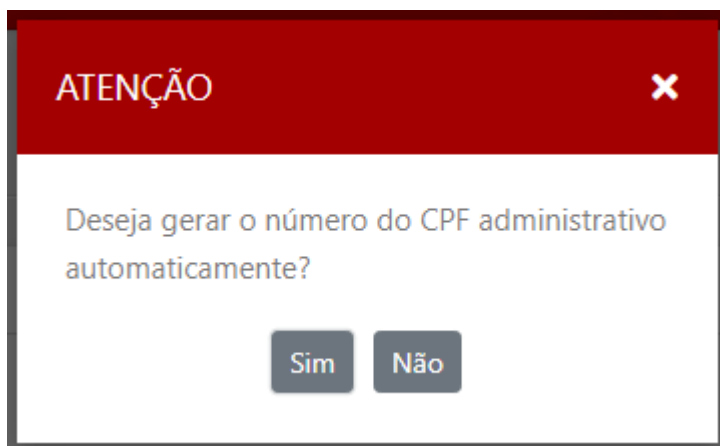 ATENÇÃO
Deseja gerar o número do CPF administrativo
automaticamente?
Sim Não